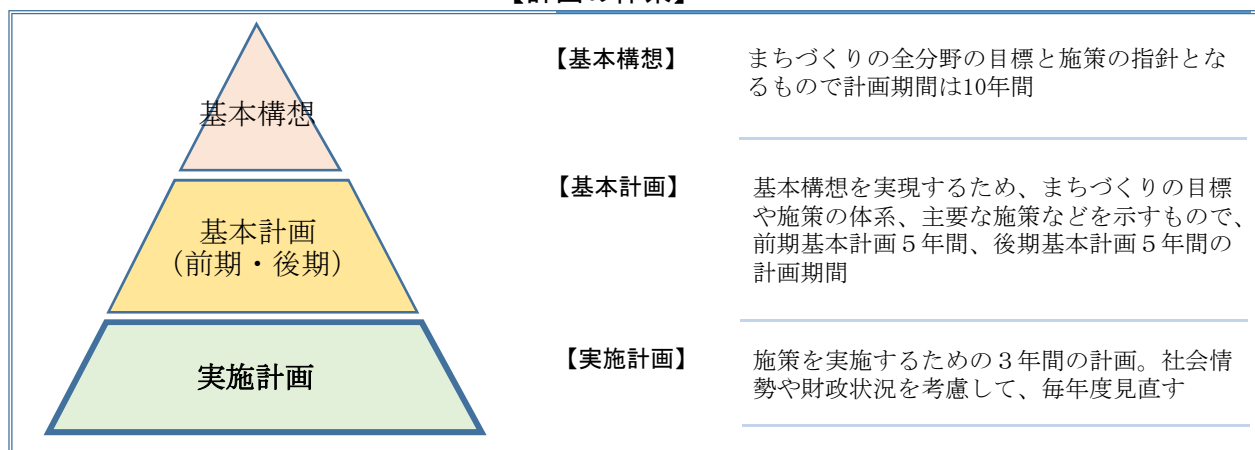 【計画の体系】
基本構想
基本計画
（前期・後期）
実施計画
【基本構想】
まちづくりの全分野の目標と施策の指針とな
るもので計画期間は10年間
【基本計画】
基本構想を実現するため、まちづくりの目標
や施策の体系、主要な施策などを示すもので、
前期基本計画５年間、後期基本計画５年間の
計画期間
【実施計画】
施策を実施するための３年間の計画。社会情
勢や財政状況を考慮して、毎年度見直す